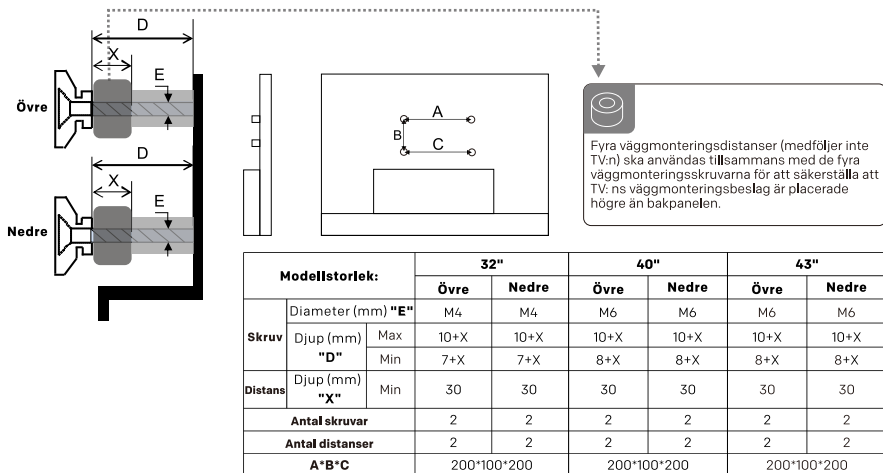 D
X
E
Övre
D
X
E
Nedre
A
B
C
Fyra väggmonteringsdistanser (medföljer inte
TV:n) ska användas tillsammans med de fyra
väggmonteringsskruvarna för att säkerställa att
TV: ns väggmonteringsbeslag är placerade
högre än bakpanelen.
Modellstorlek: 32" 40" 43"
Övre Nedre Övre Nedre Övre Nedre
Skruv Diameter (mm) "E" M4 M4 M6 M6 M6 M6
Djup (mm) "D" Max 10+X 10+X 10+X 10+X 10+X 10+X
Min 7+X 7+X 8+X 8+X 8+X 8+X
Distans Djup (mm) "X" Min 30 30 30 30 30 30
Antal skruvar 2 2 2 2 2 2
Antal distanser 2 2 2 2 2 2
A*B*C 200*100*200 200*100*200 200*100*200